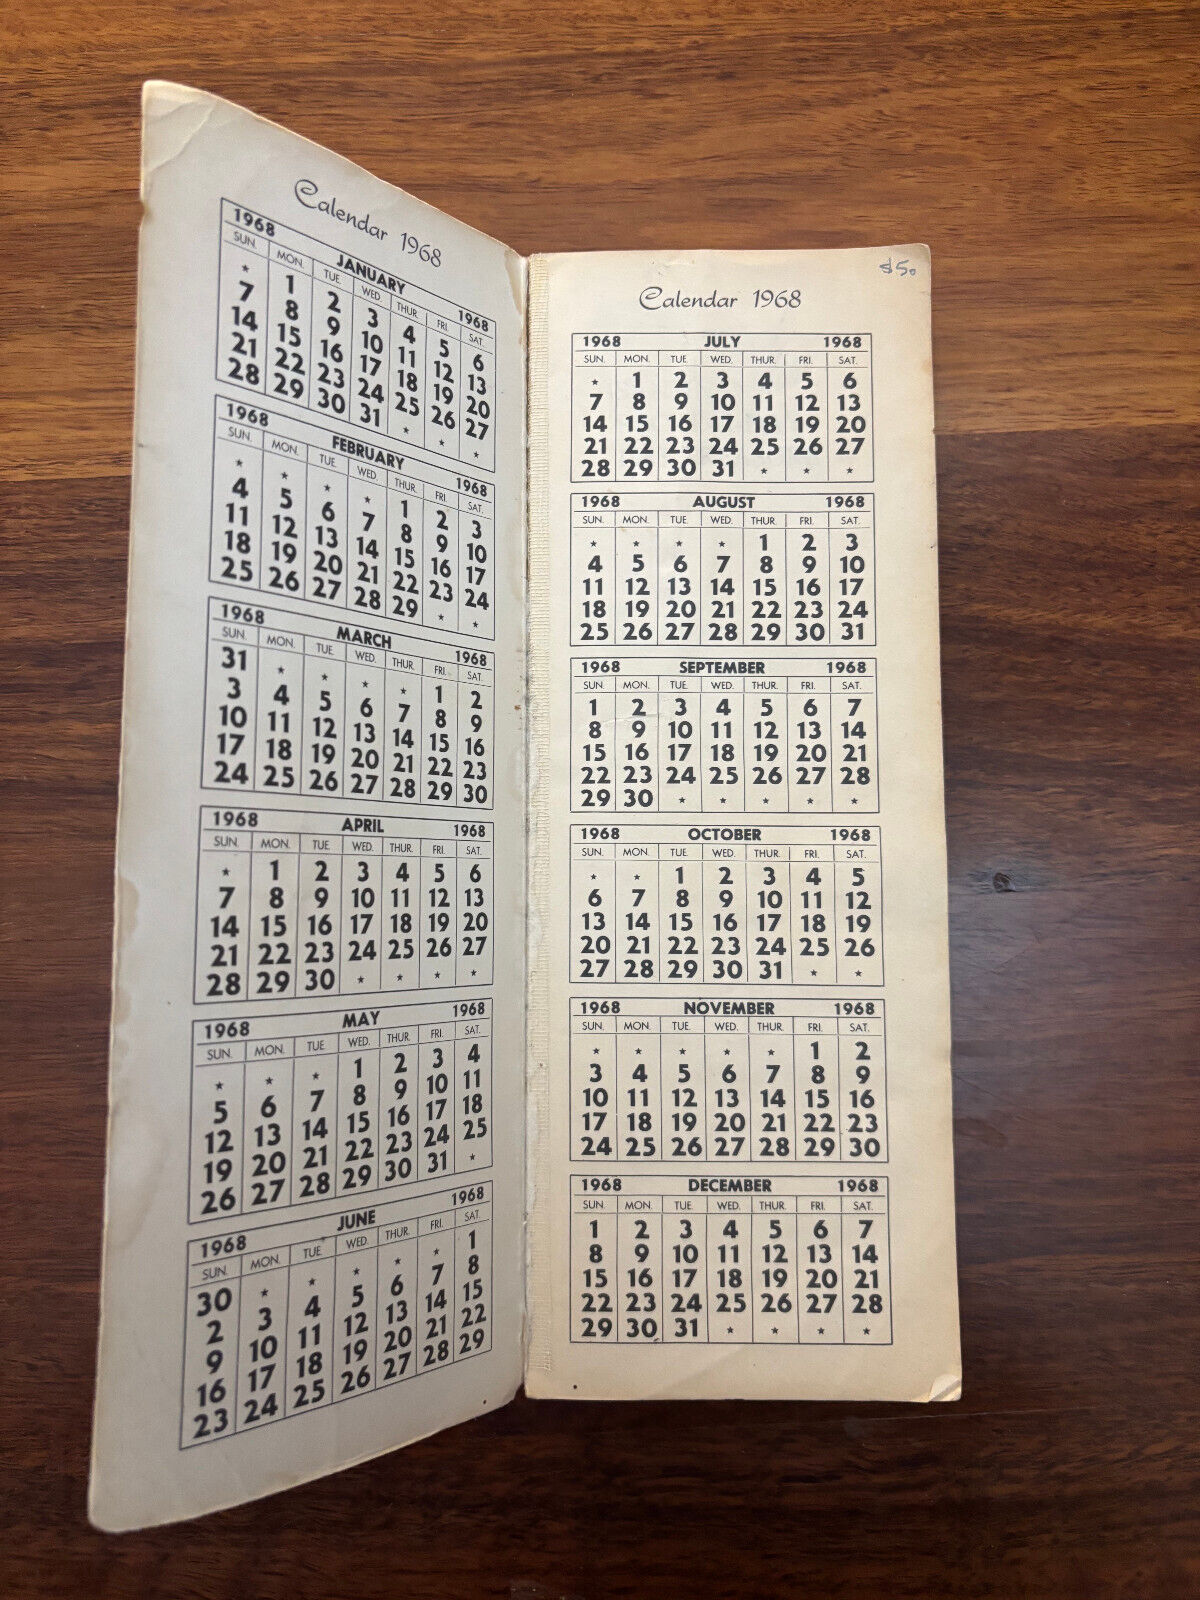 Calendar 1968
1968 JANUARY 1968
SUN. MON. TUE. WED. THUR. FRI. SAT.
* 1 2 3 4 5 6
7 8 9 10 11 12 13
14 15 16 17 18 19 20
21 22 23 24 25 26 27
28 29 30 31 * * *
1968 FEBRUARY 1968
SUN. MON. TUE. WED. THUR. FRI. SAT.
* * * * 1 2 3
4 5 6 7 8 9 10
11 12 13 14 15 16 17
18 19 20 21 22 23 24
25 26 27 28 29 * *
1968 MARCH 1968
SUN. MON. TUE. WED. THUR. FRI. SAT.
31 * * * * 1 2
3 4 5 6 7 8 9
10 11 12 13 14 15 16
17 18 19 20 21 22 23
24 25 26 27 28 29 30
1968 APRIL 1968
SUN. MON. TUE. WED. THUR. FRI. SAT.
* 1 2 3 4 5 6
7 8 9 10 11 12 13
14 15 16 17 18 19 20
21 22 23 24 25 26 27
28 29 30 * * * *
1968 MAY 1968
SUN. MON. TUE. WED. THUR. FRI. SAT.
* * * 1 2 3 4
5 6 7 8 9 10 11
12 13 14 15 16 17 18
19 20 21 22 23 24 25
26 27 28 29 30 31 *
1968 JUNE 1968
SUN. MON. TUE. WED. THUR. FRI. SAT.
30 * * * * * 1
2 3 4 5 6 7 8
9 10 11 12 13 14 15
16 17 18 19 20 21 22
23 24 25 26 27 28 29
$50
Calendar 1968
1968 JULY 1968
SUN. MON. TUE. WED. THUR. FRI. SAT.
* 1 2 3 4 5 6
7 8 9 10 11 12 13
14 15 16 17 18 19 20
21 22 23 24 25 26 27
28 29 30 31 * * *
1968 AUGUST 1968
SUN. MON. TUE. WED. THUR. FRI. SAT.
* * * * 1 2 3
4 5 6 7 8 9 10
11 12 13 14 15 16 17
18 19 20 21 22 23 24
25 26 27 28 29 30 31
1968 SEPTEMBER 1968
SUN. MON. TUE. WED. THUR. FRI. SAT.
1 2 3 4 5 6 7
8 9 10 11 12 13 14
15 16 17 18 19 20 21
22 23 24 25 26 27 28
29 30 * * * * *
1968 OCTOBER 1968
SUN. MON. TUE. WED. THUR. FRI. SAT.
* * 1 2 3 4 5
6 7 8 9 10 11 12
13 14 15 16 17 18 19
20 21 22 23 24 25 26
27 28 29 30 31 * *
1968 NOVEMBER 1968
SUN. MON. TUE. WED. THUR. FRI. SAT.
* * * * * 1 2
3 4 5 6 7 8 9
10 11 12 13 14 15 16
17 18 19 20 21 22 23
24 25 26 27 28 29 30
1968 DECEMBER 1968
SUN. MON. TUE. WED. THUR. FRI. SAT.
1 2 3 4 5 6 7
8 9 10 11 12 13 14
15 16 17 18 19 20 21
22 23 24 25 26 27 28
29 30 31 * * * *